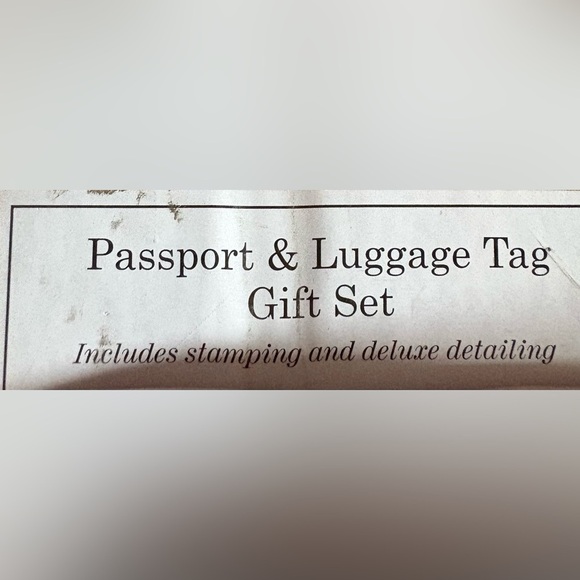 Passport & Luggage Tag
Gift Set
Includes stamping and deluxe detailing